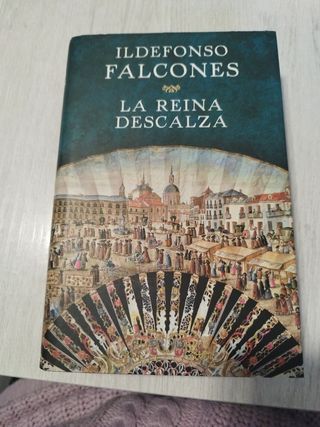 ILDEFONSO
FALCONES
LA REINA
DESCALZA